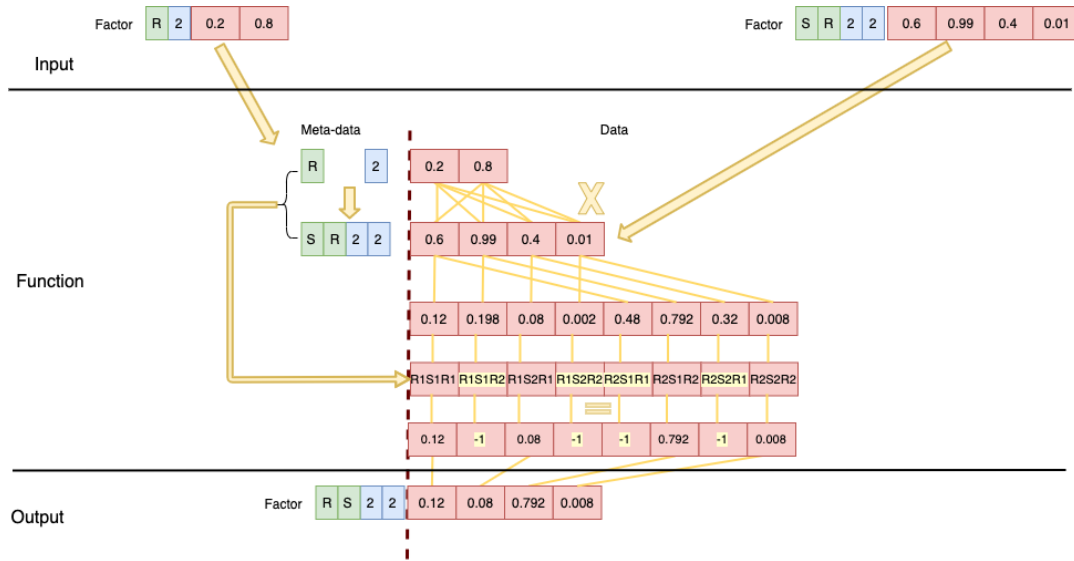 Factor R 2 0.2 0.8 Factor S R 2 2 0.6 0.99 0.4 0.01
Input
Meta-data Data
R 2 0.2 0.8 X
S R 2 2 0.6 0.99 0.4 0.01
Function
0.12 0.198 0.08 0.002 0.48 0.792 0.32 0.008
R1S1R1 R1S1R2 R1S2R1 R1S2R2 R2S1R1 R2S1R2 R2S2R1 R2S2R2
=
0.12 -1 0.08 -1 -1 0.792 -1 0.008
Factor R S 2 2 0.12 0.08 0.792 0.008
Output